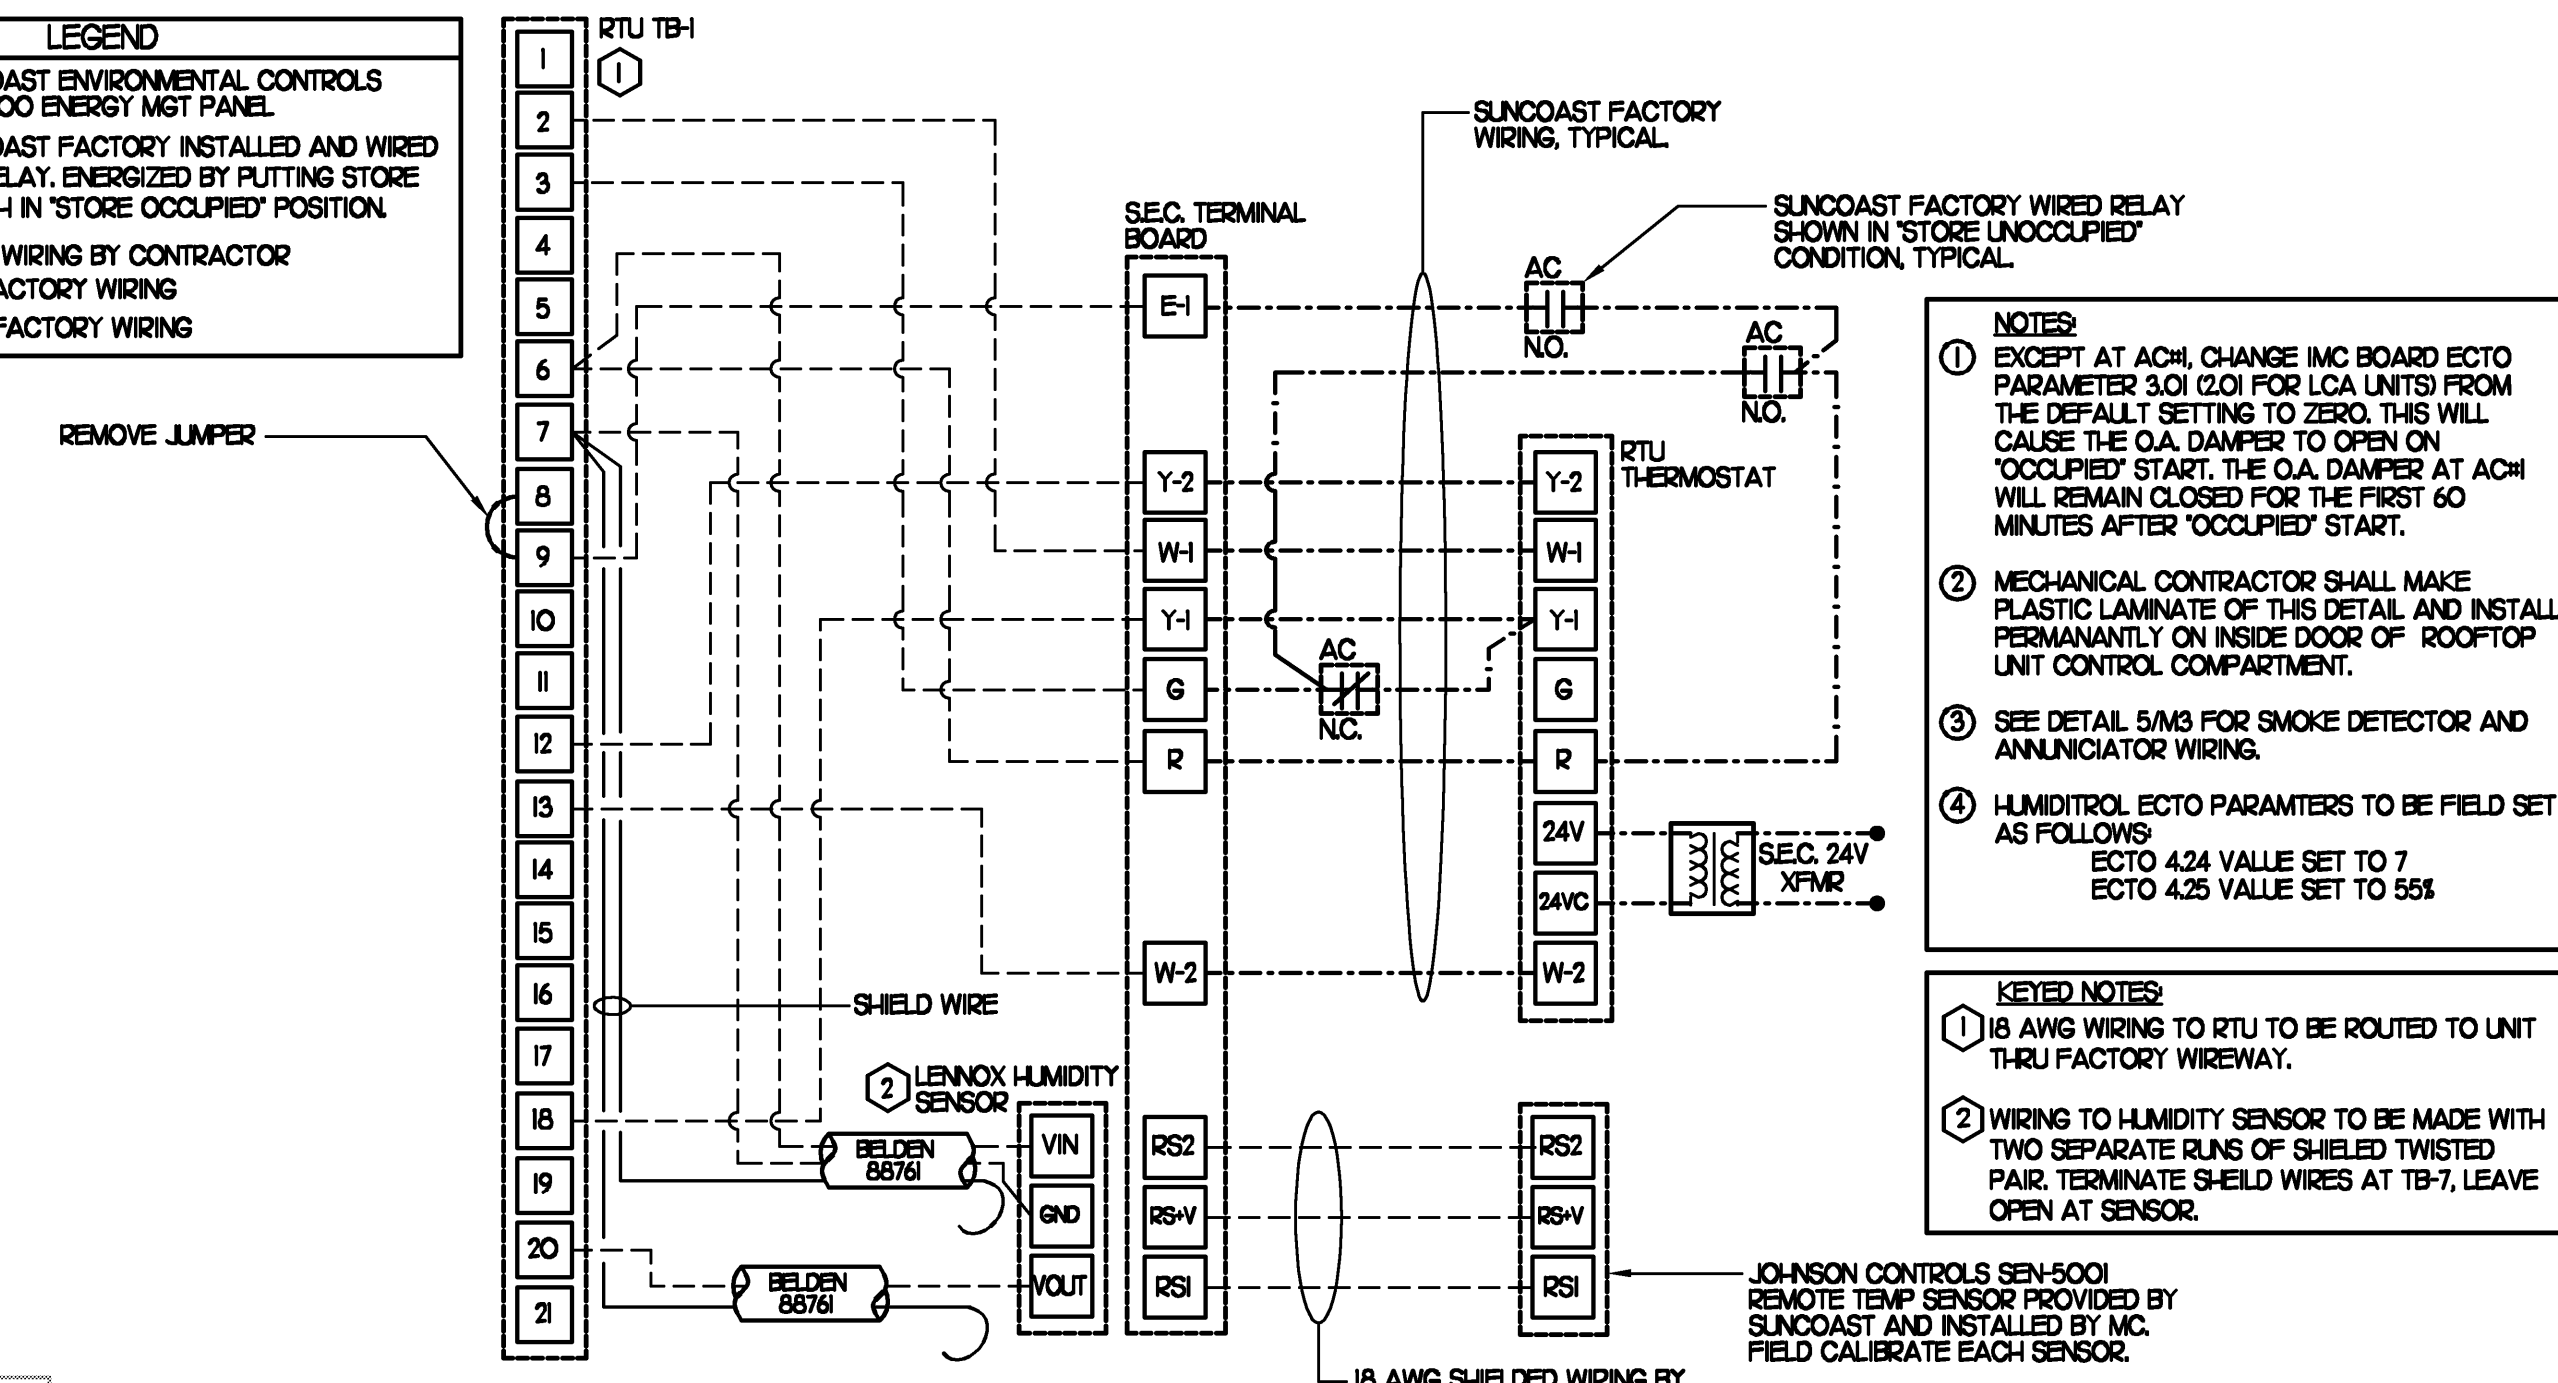 LEGEND
OAST ENVIRONMENTAL CONTROLS
00 ENERGY MGT PANEL
OAST FACTORY INSTALLED AND WIRED
ELAY. ENERGIZED BY PUTTING STORE
H IN "STORE OCCUPIED" POSITION.
WIRING BY CONTRACTOR
ACTORY WIRING
FACTORY WIRING
REMOVE JUMPER
RTU TB-1
1
1
2
3
4
5
6
7
8
9
10
11
12
13
14
15
16
17
18
19
20
21
SHIELD WIRE
2
LENNOX HUMIDITY
SENSOR
BELDEN
88761
BELDEN
88761
VIN
GND
VOUT
S.E.C. TERMINAL
BOARD
E-1
Y-2
W-1
Y-1
G
R
W-2
RS2
RS+V
RS1
SUNCOAST FACTORY
WIRING, TYPICAL.
SUNCOAST FACTORY WIRED RELAY
SHOWN IN "STORE UNOCCUPIED"
CONDITION, TYPICAL.
AC
N.O.
AC
N.O.
AC
N.C.
RTU
THERMOSTAT
Y-2
W-1
Y-1
G
R
24V
24VC
W-2
S.E.C. 24V
XFMR
RS2
RS+V
RS1
JOHNSON CONTROLS SEN-5001
REMOTE TEMP SENSOR PROVIDED BY
SUNCOAST AND INSTALLED BY MC.
FIELD CALIBRATE EACH SENSOR.
18 AWG SHIELDED WIRING BY
NOTES:
1 EXCEPT AT AC#1, CHANGE IMC BOARD ECTO
PARAMETER 3.01 (2.01 FOR LCA UNITS) FROM
THE DEFAULT SETTING TO ZERO. THIS WILL
CAUSE THE O.A. DAMPER TO OPEN ON
"OCCUPIED" START. THE O.A. DAMPER AT AC#1
WILL REMAIN CLOSED FOR THE FIRST 60
MINUTES AFTER "OCCUPIED" START.
2 MECHANICAL CONTRACTOR SHALL MAKE
PLASTIC LAMINATE OF THIS DETAIL AND INSTALL
PERMANANTLY ON INSIDE DOOR OF ROOFTOP
UNIT CONTROL COMPARTMENT.
3 SEE DETAIL 5/M3 FOR SMOKE DETECTOR AND
ANNUNICIATOR WIRING.
4 HUMIDITROL ECTO PARAMTERS TO BE FIELD SET
AS FOLLOWS:
ECTO 4.24 VALUE SET TO 7
ECTO 4.25 VALUE SET TO 55%
KEYED NOTES:
1 18 AWG WIRING TO RTU TO BE ROUTED TO UNIT
THRU FACTORY WIREWAY.
2 WIRING TO HUMIDITY SENSOR TO BE MADE WITH
TWO SEPARATE RUNS OF SHIELED TWISTED
PAIR. TERMINATE SHEILD WIRES AT TB-7, LEAVE
OPEN AT SENSOR.